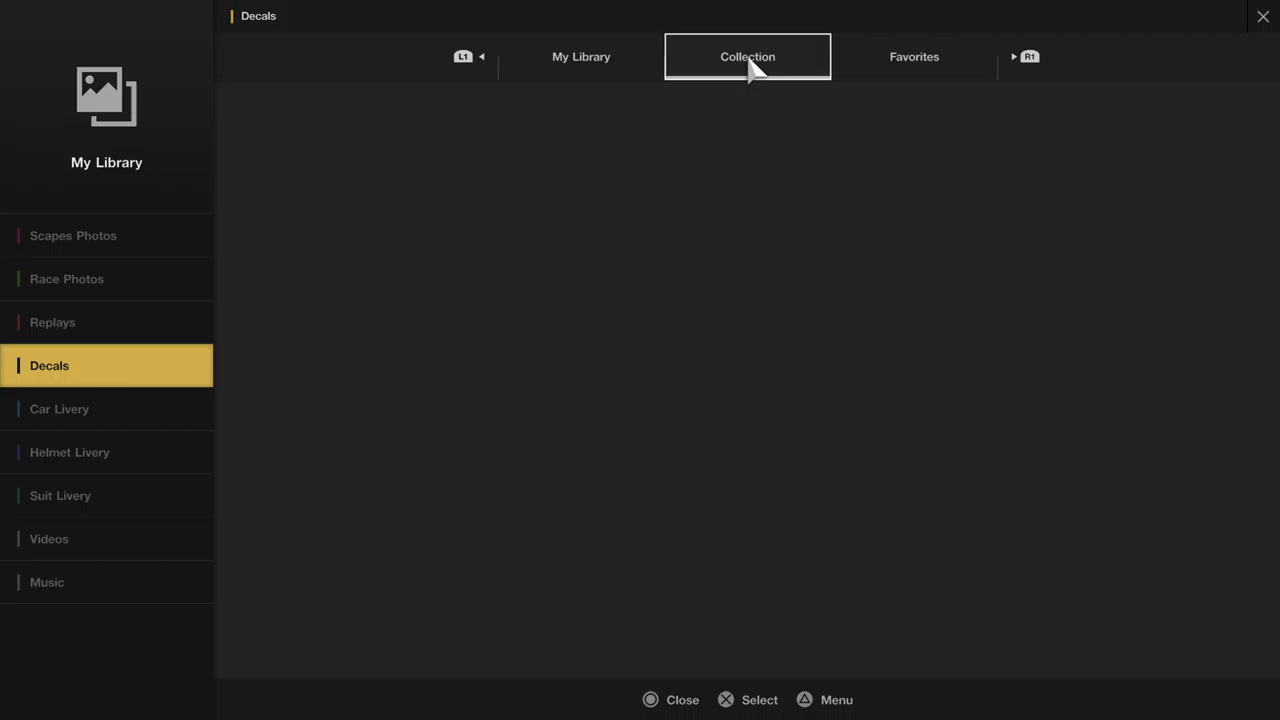 Decals
L1
My Library
Collection
Favorites
R1
My Library
Scapes Photos
Race Photos
Replays
Decals
Car Livery
Helmet Livery
Suit Livery
Videos
Music
Close
Select
Menu